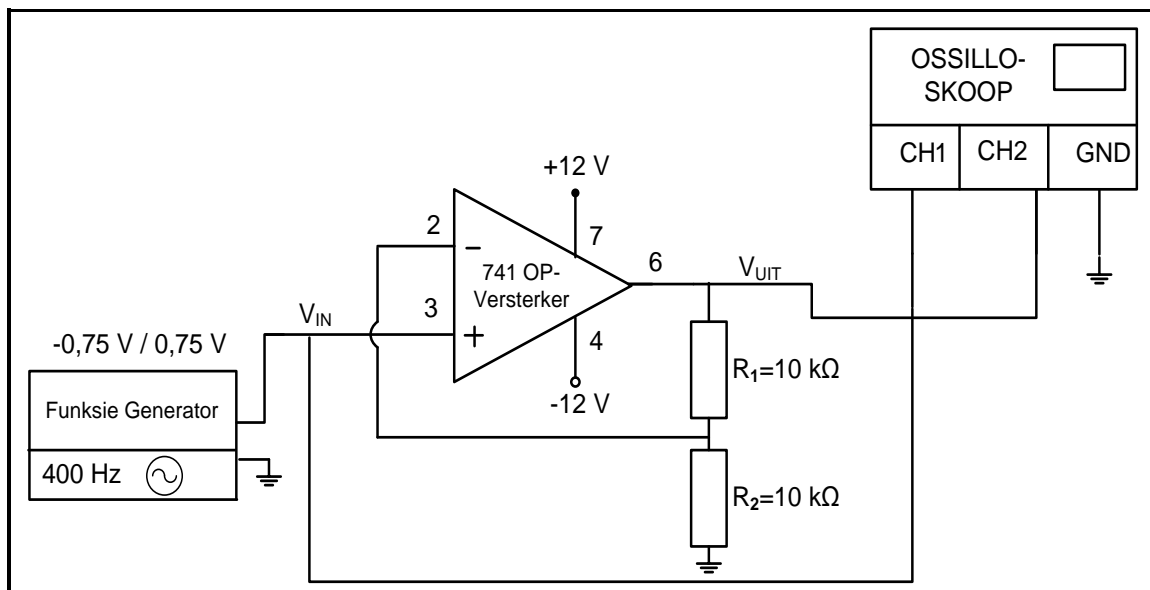 OSSILLO-
SKOOP
CH1 CH2 GND
+12 V
2
7
741 OP-
Versterker
6
V_UIT
V_IN
3
4
-0,75 V / 0,75 V
R1=10 kΩ
-12 V
Funksie Generator
400 Hz
R2=10 kΩ